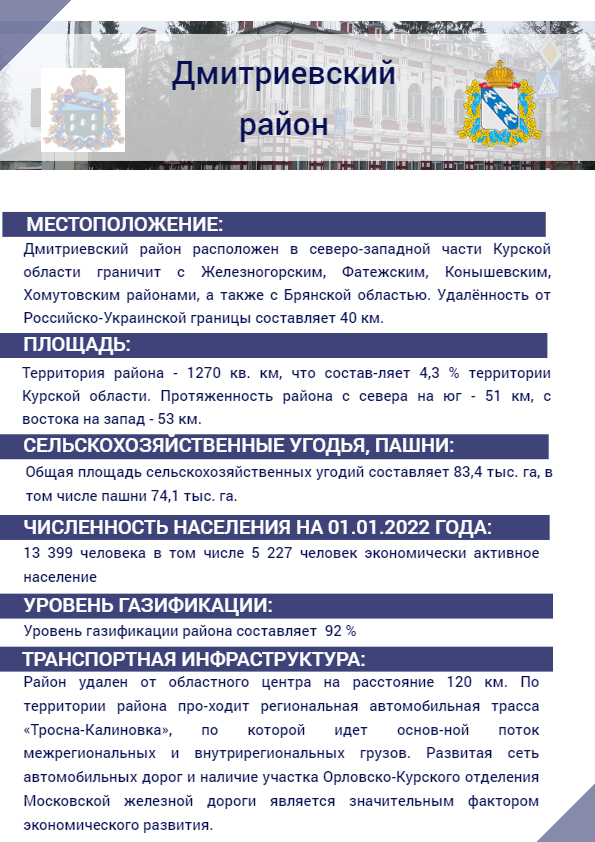 Дмитриевский
район
МЕСТОПОЛОЖЕНИЕ:
Дмитриевский район расположен в северо-западной части Курской
области граничит с Железногорским, Фатежским, Конышевским,
Хомутовским районами, а также с Брянской областью. Удалённость от
Российско-Украинской границы составляет 40 км.
ПЛОЩАДЬ:
Территория района - 1270 кв. км, что состав-ляет 4,3 % территории
Курской области. Протяженность района с севера на юг - 51 км, с
востока на запад - 53 км.
СЕЛЬСКОХОЗЯЙСТВЕННЫЕ УГОДЬЯ, ПАШНИ:
Общая площадь сельскохозяйственных угодий составляет 83,4 тыс. га, в
том числе пашни 74,1 тыс. га.
ЧИСЛЕННОСТЬ НАСЕЛЕНИЯ НА 01.01.2022 ГОДА:
13 399 человека в том числе 5 227 человек экономически активное
население
УРОВЕНЬ ГАЗИФИКАЦИИ:
Уровень газификации района составляет 92 %
ТРАНСПОРТНАЯ ИНФРАСТРУКТУРА:
Район удален от областного центра на расстояние 120 км. По
территории района про-ходит региональная автомобильная трасса
«Тросна-Калиновка», по которой идет основ-ной поток
межрегиональных и внутрирегиональных грузов. Развитая сеть
автомобильных дорог и наличие участка Орловско-Курского отделения
Московской железной дороги является значительным фактором
экономического развития.